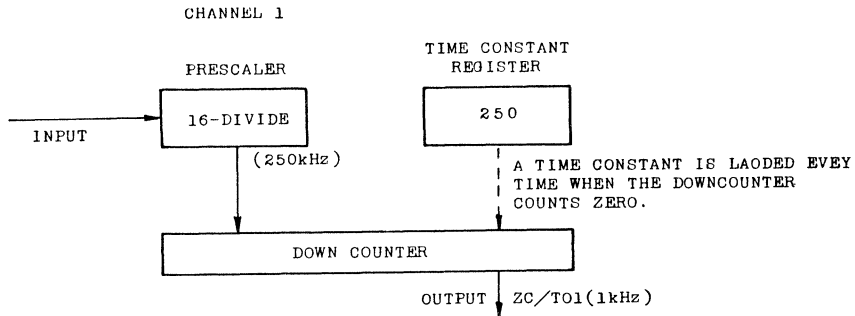 CHANNEL 1
PRESCALER
TIME CONSTANT
REGISTER
16-DIVIDE
250
INPUT
(250kHz)
A TIME CONSTANT IS LAODED EVEY
TIME WHEN THE DOWNCOUNTER
COUNTS ZERO.
DOWN COUNTER
OUTPUT ZC/TO1(1kHz)